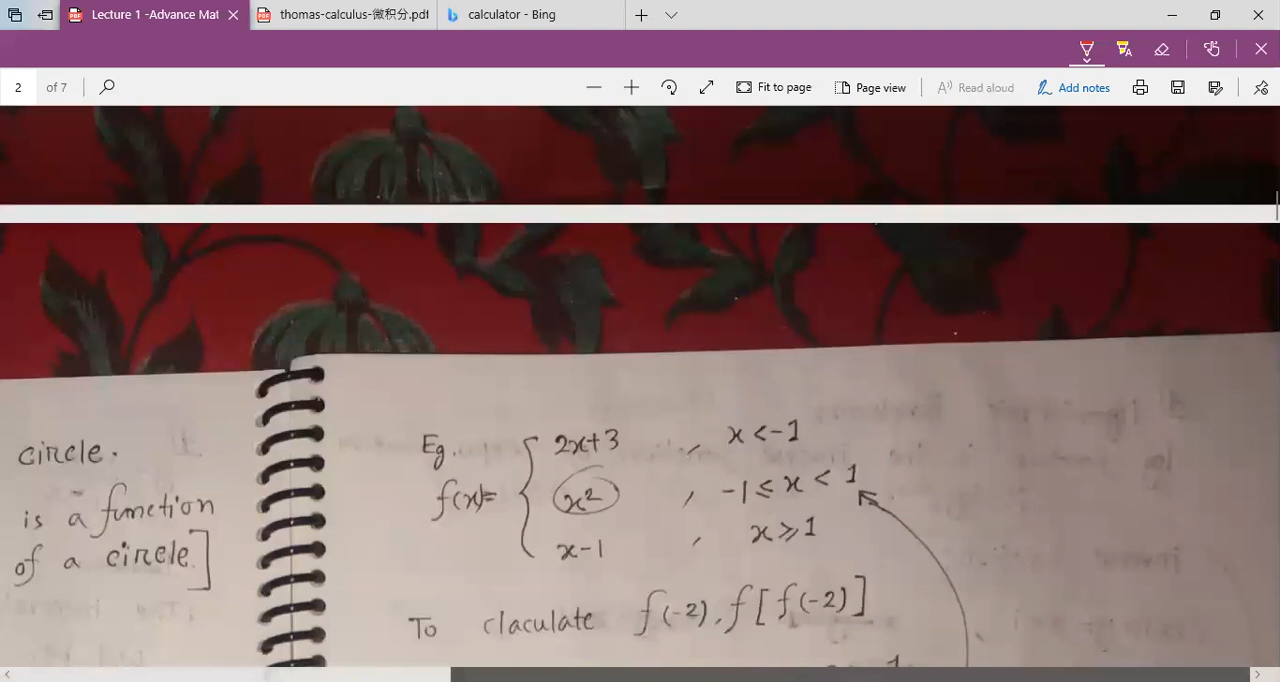 Lecture 1 -Advance Mat
thomas-calculus-微积分.pdf
calculator - Bing
2 of 7
Fit to page
Page view
Read aloud
Add notes
circle.
is a function
of a circle.]
Eg.
f(x)=
2x+3 , x < -1
x² , -1 ≤ x < 1
x-1 , x ≥ 1
To claculate f(-2), f[f(-2)]